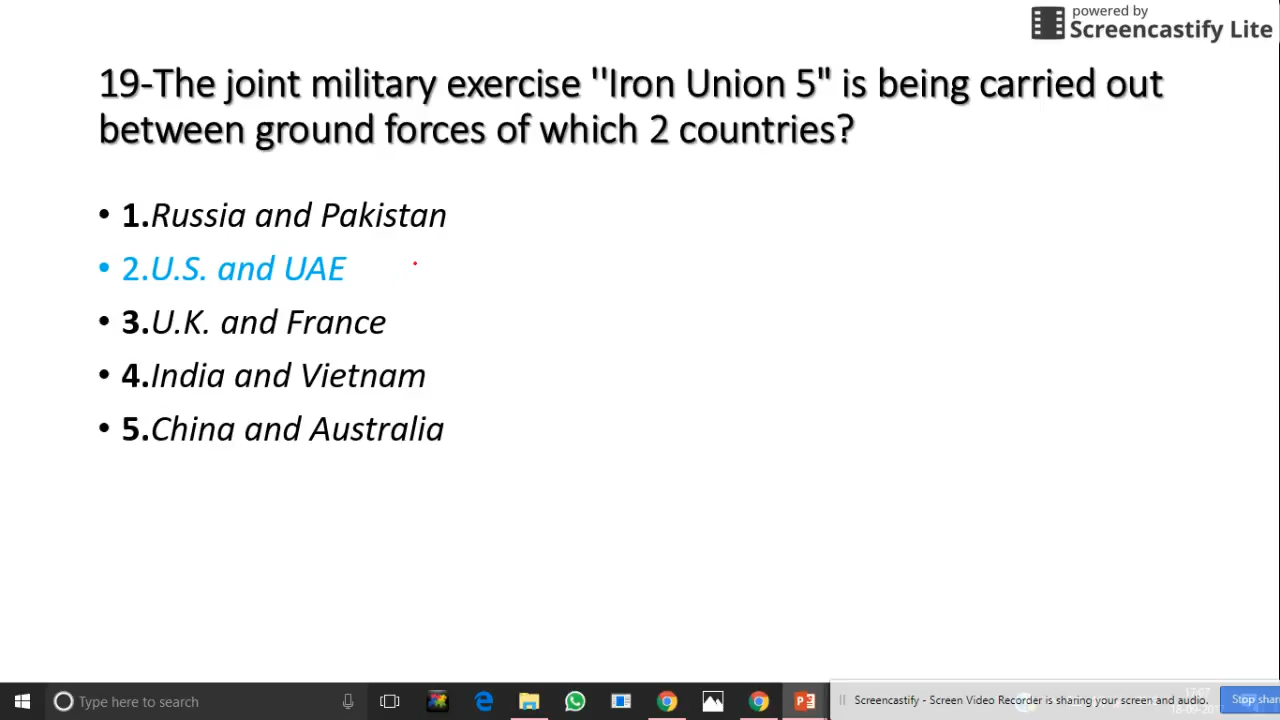 powered by
Screencastify Lite
19-The joint military exercise ''Iron Union 5" is being carried out
between ground forces of which 2 countries?
• 1.Russia and Pakistan
• 2.U.S. and UAE
• 3.U.K. and France
• 4.India and Vietnam
• 5.China and Australia
Type here to search
Screencastify - Screen Video Recorder is sharing your screen and audio.
Stop shar